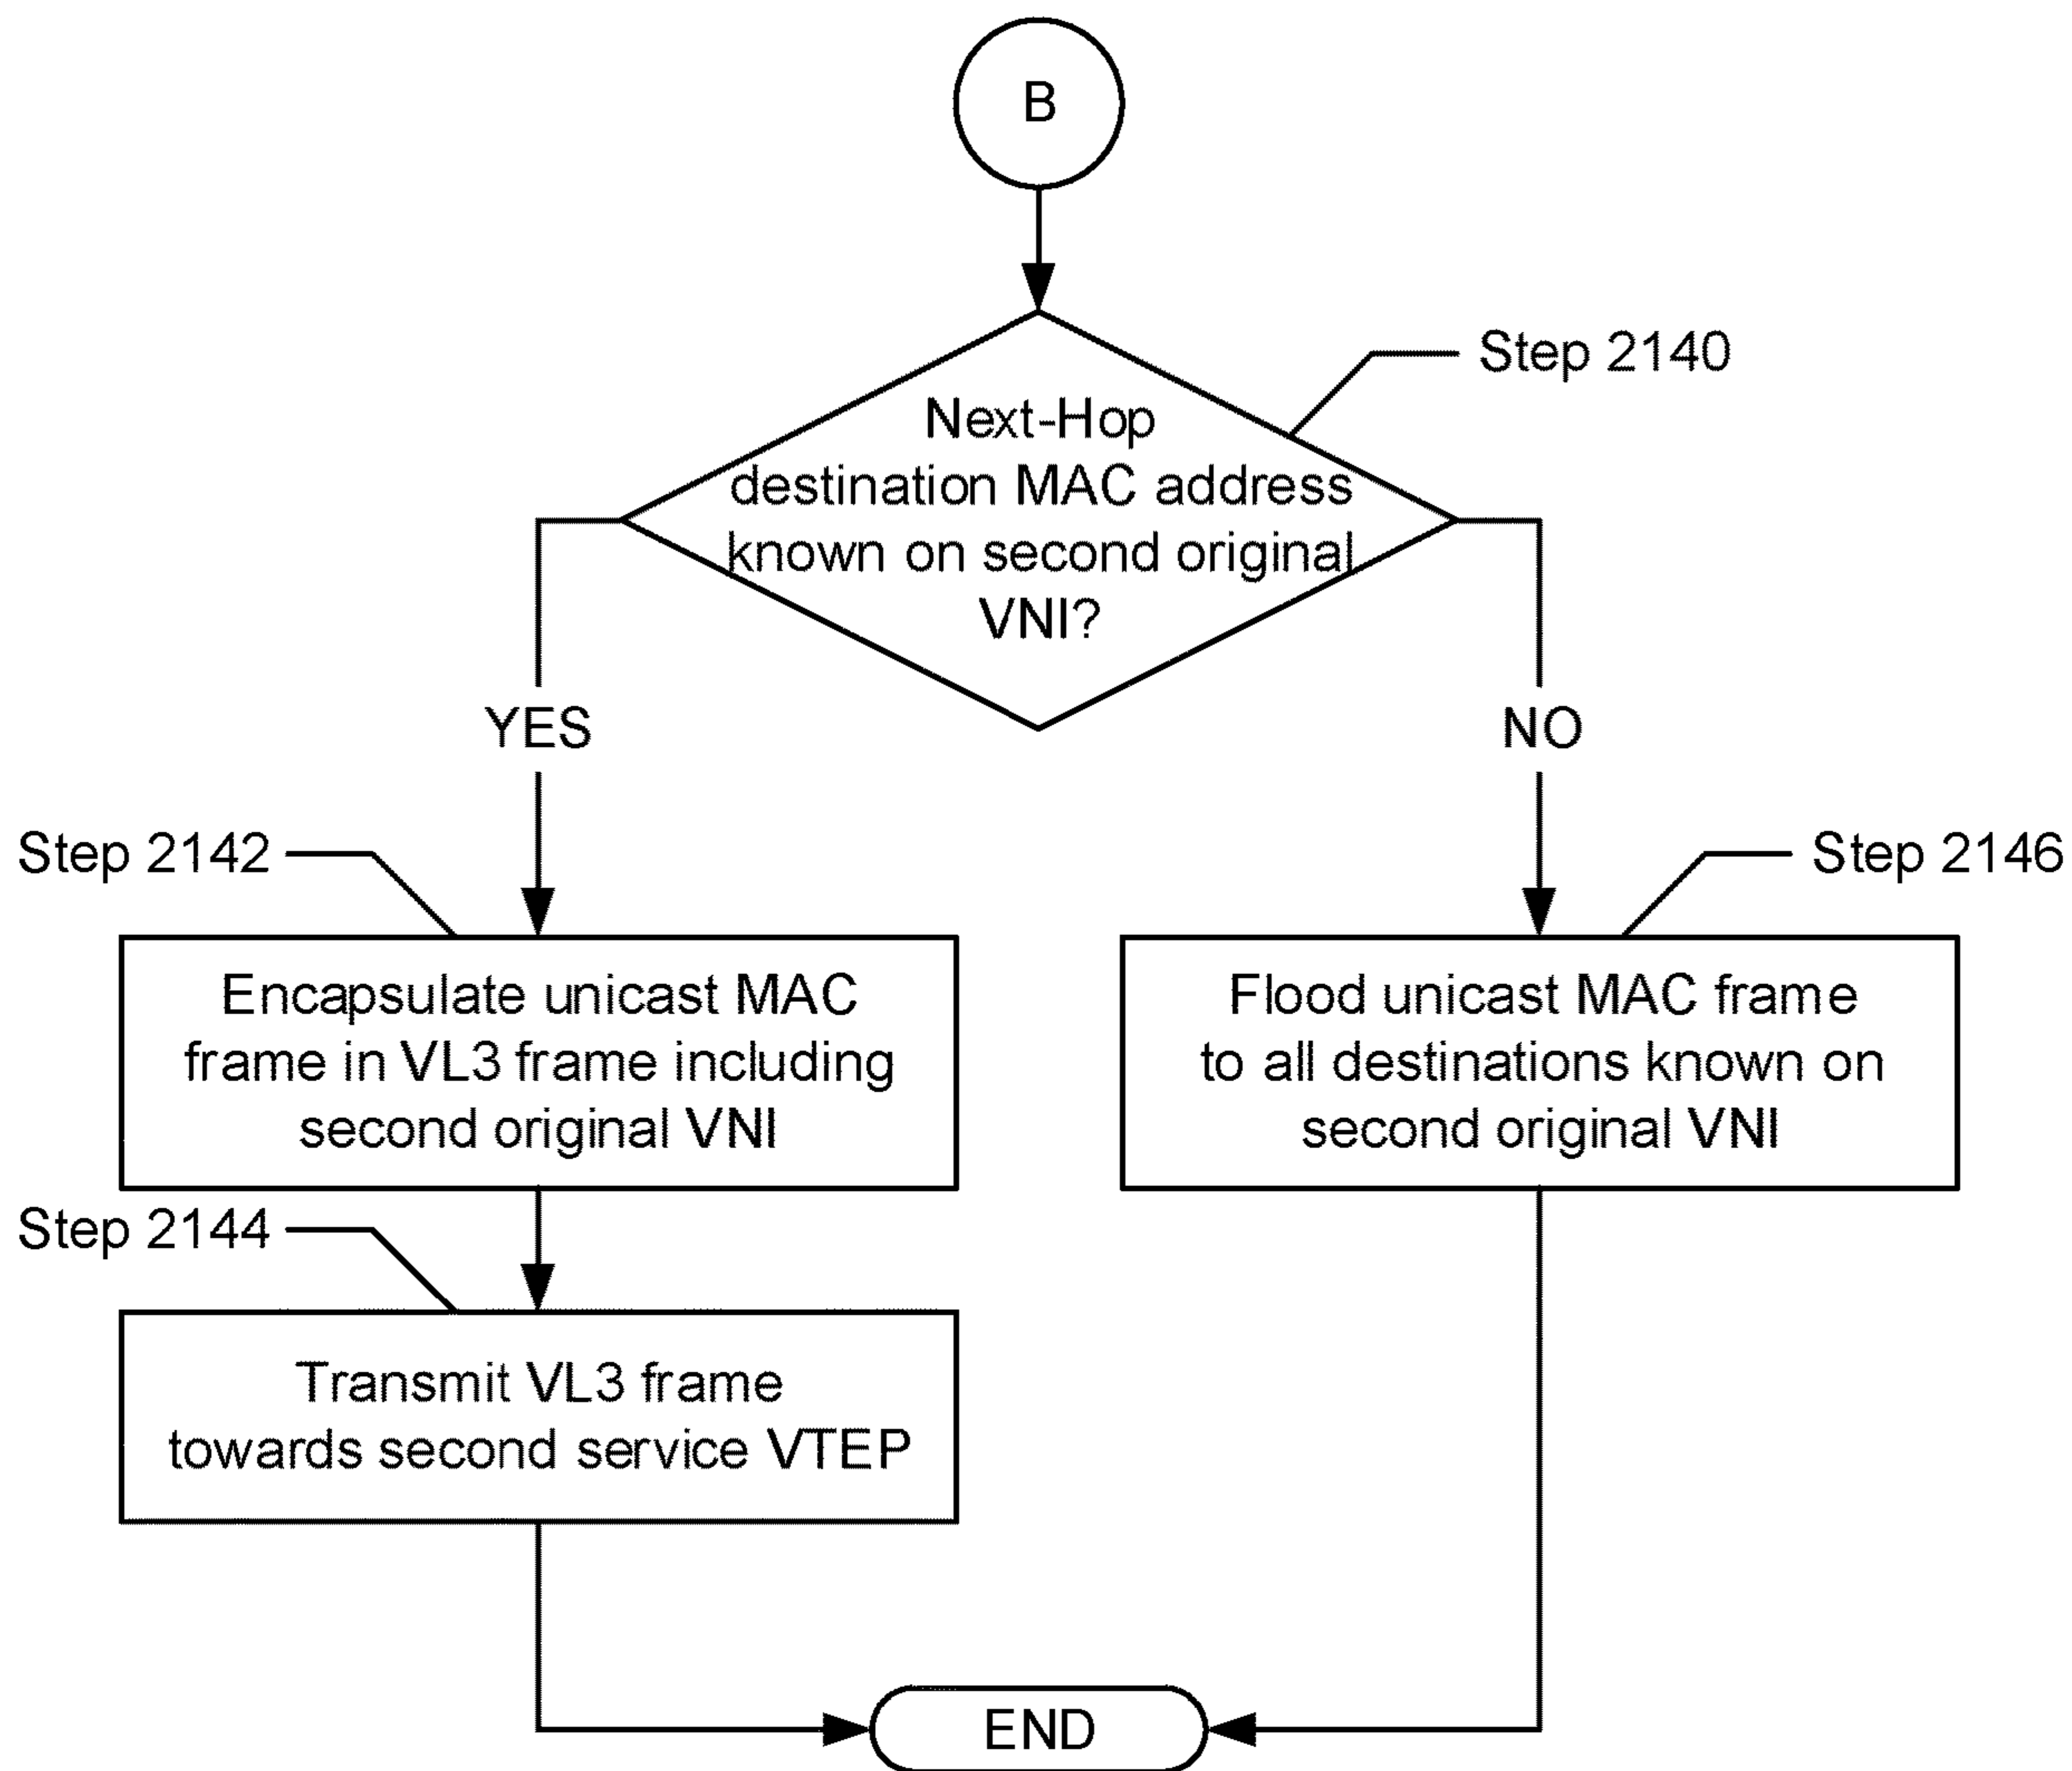 B
Step 2140
Next-Hop
destination MAC address
known on second original
VNI?
YES
NO
Step 2142
Step 2146
Encapsulate unicast MAC
frame in VL3 frame including
second original VNI
Flood unicast MAC frame
to all destinations known on
second original VNI
Step 2144
Transmit VL3 frame
towards second service VTEP
END